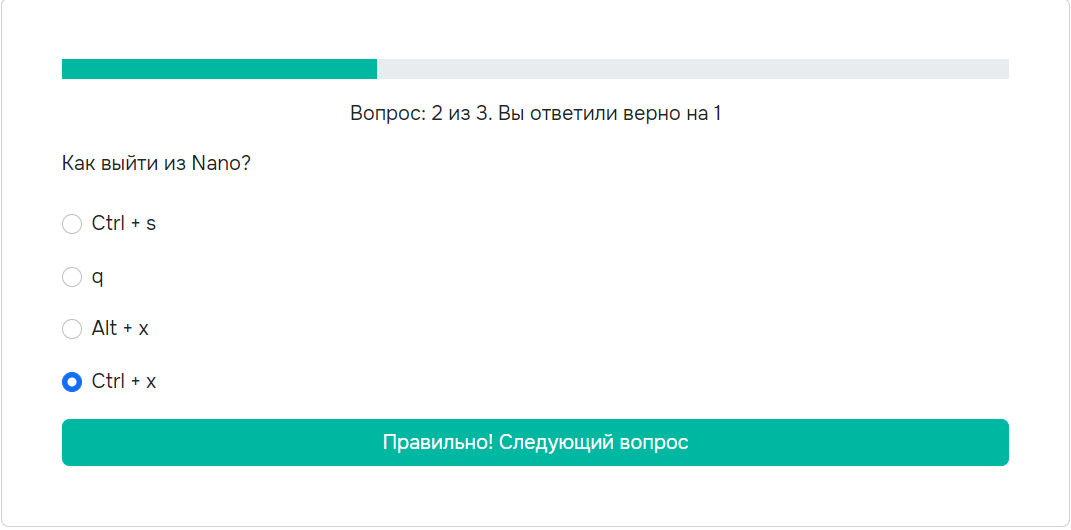 Вопрос: 2 из 3. Вы ответили верно на 1
Как выйти из Nano?
Ctrl + s
q
Alt + x
Ctrl + x
Правильно! Следующий вопрос